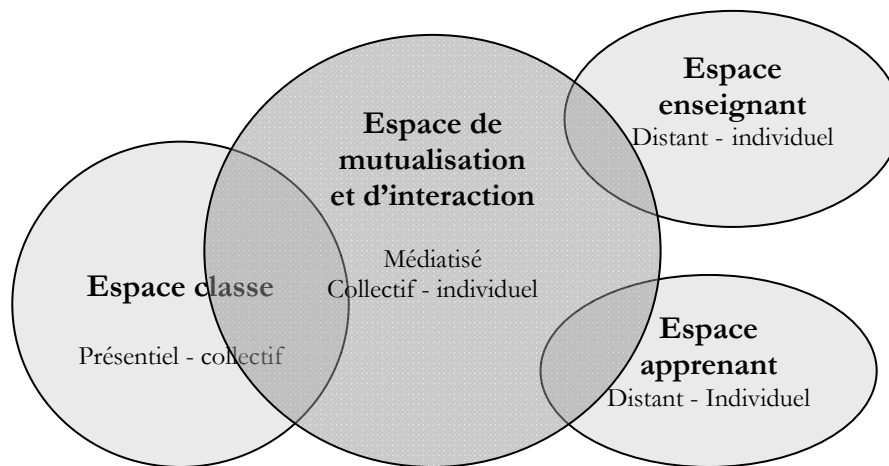 Espace
enseignant
Distant - individuel
Espace de
mutualisation
et d’interaction
Médiatisé
Collectif - individuel
Espace classe
Présentiel - collectif
Espace
apprenant
Distant - Individuel